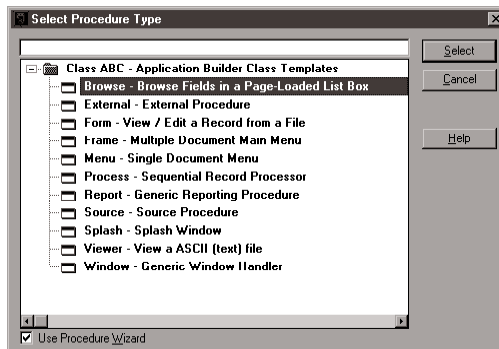 Select Procedure Type
Select
Class ABC - Application Builder Class Templates
Browse - Browse Fields in a Page-Loaded List Box
Cancel
External - External Procedure
Form - View / Edit a Record from a File
Frame - Multiple Document Main Menu
Help
Menu - Single Document Menu
Process - Sequential Record Processor
Report - Generic Reporting Procedure
Source - Source Procedure
Splash - Splash Window
Viewer - View a ASCII (text) file
Window - Generic Window Handler
Use Procedure Wizard